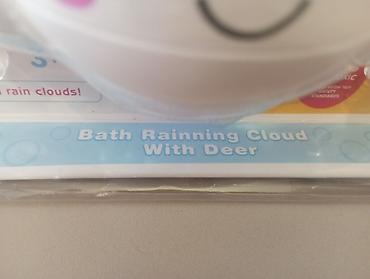 rain clouds!
Bath Rainning Cloud
With Deer